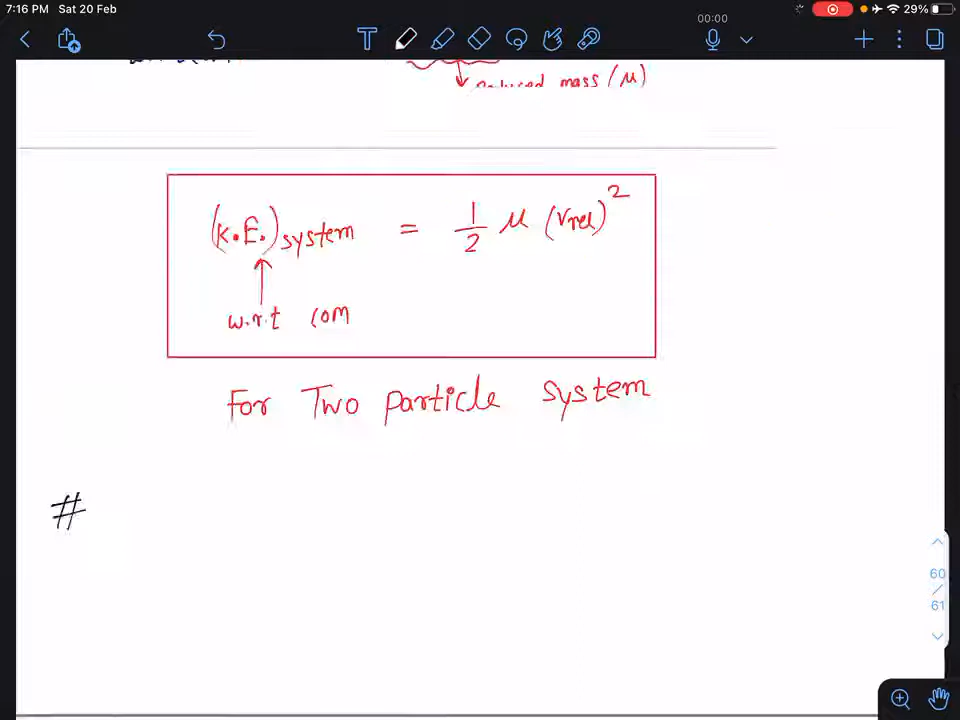 7:16 PM Sat 20 Feb
29%
00:00
mass (μ)
(K.E.)system = 1/2 μ (Vrel)^2
w.r.t COM
For Two particle system
#
60
/
61